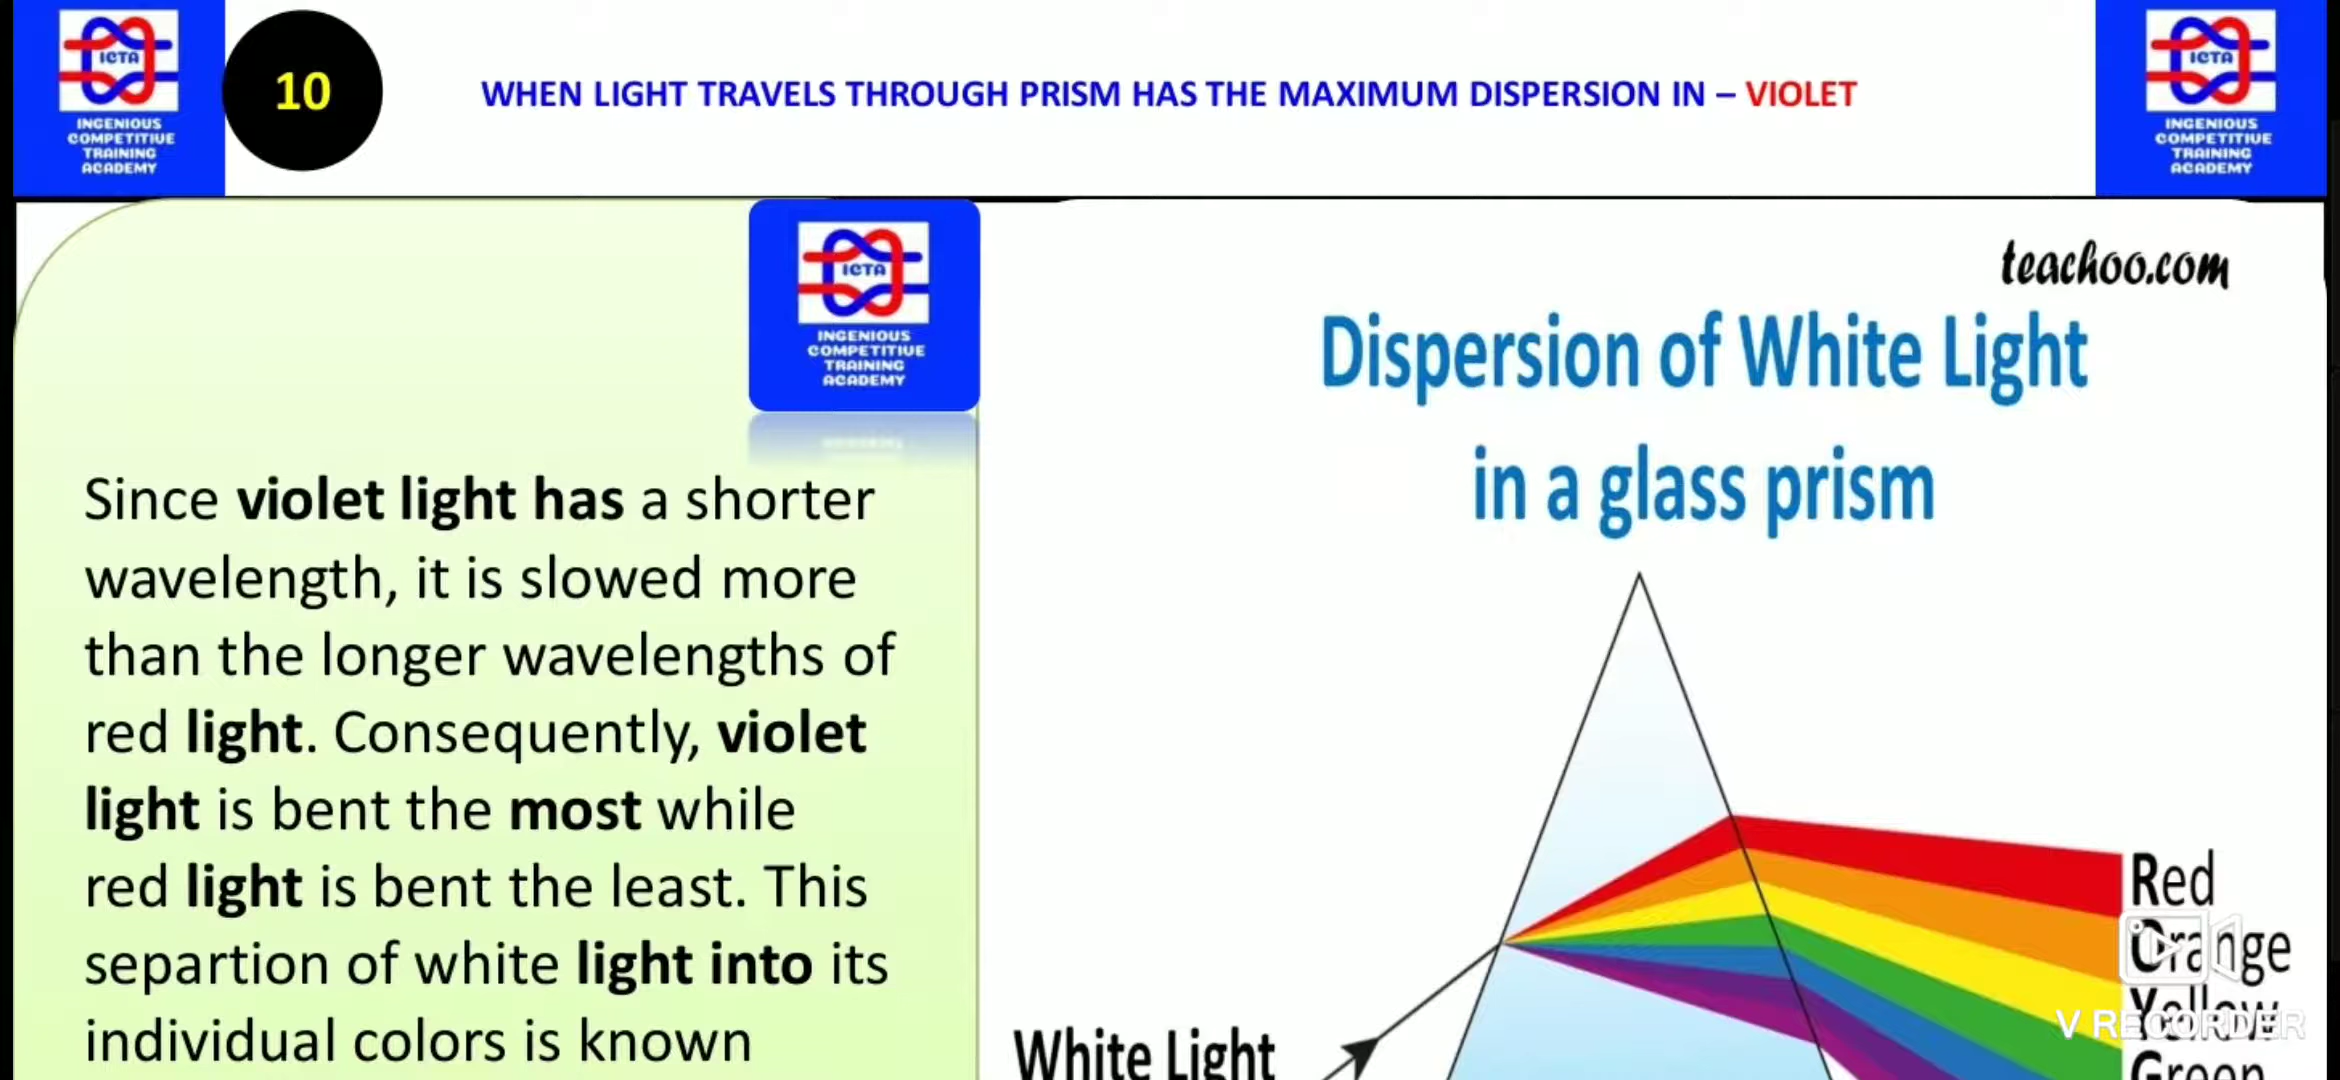 ICTA
INGENIOUS
COMPETITIVE
TRAINING
ACADEMY
10
WHEN LIGHT TRAVELS THROUGH PRISM HAS THE MAXIMUM DISPERSION IN – VIOLET
ICTA
INGENIOUS
COMPETITIVE
TRAINING
ACADEMY
ICTA
INGENIOUS
COMPETITIVE
TRAINING
ACADEMY
Since violet light has a shorter
wavelength, it is slowed more
than the longer wavelengths of
red light. Consequently, violet
light is bent the most while
red light is bent the least. This
separtion of white light into its
individual colors is known
teachoo.com
Dispersion of White Light
in a glass prism
White Light
Red
Orange
Yellow
V RECORDER
Green